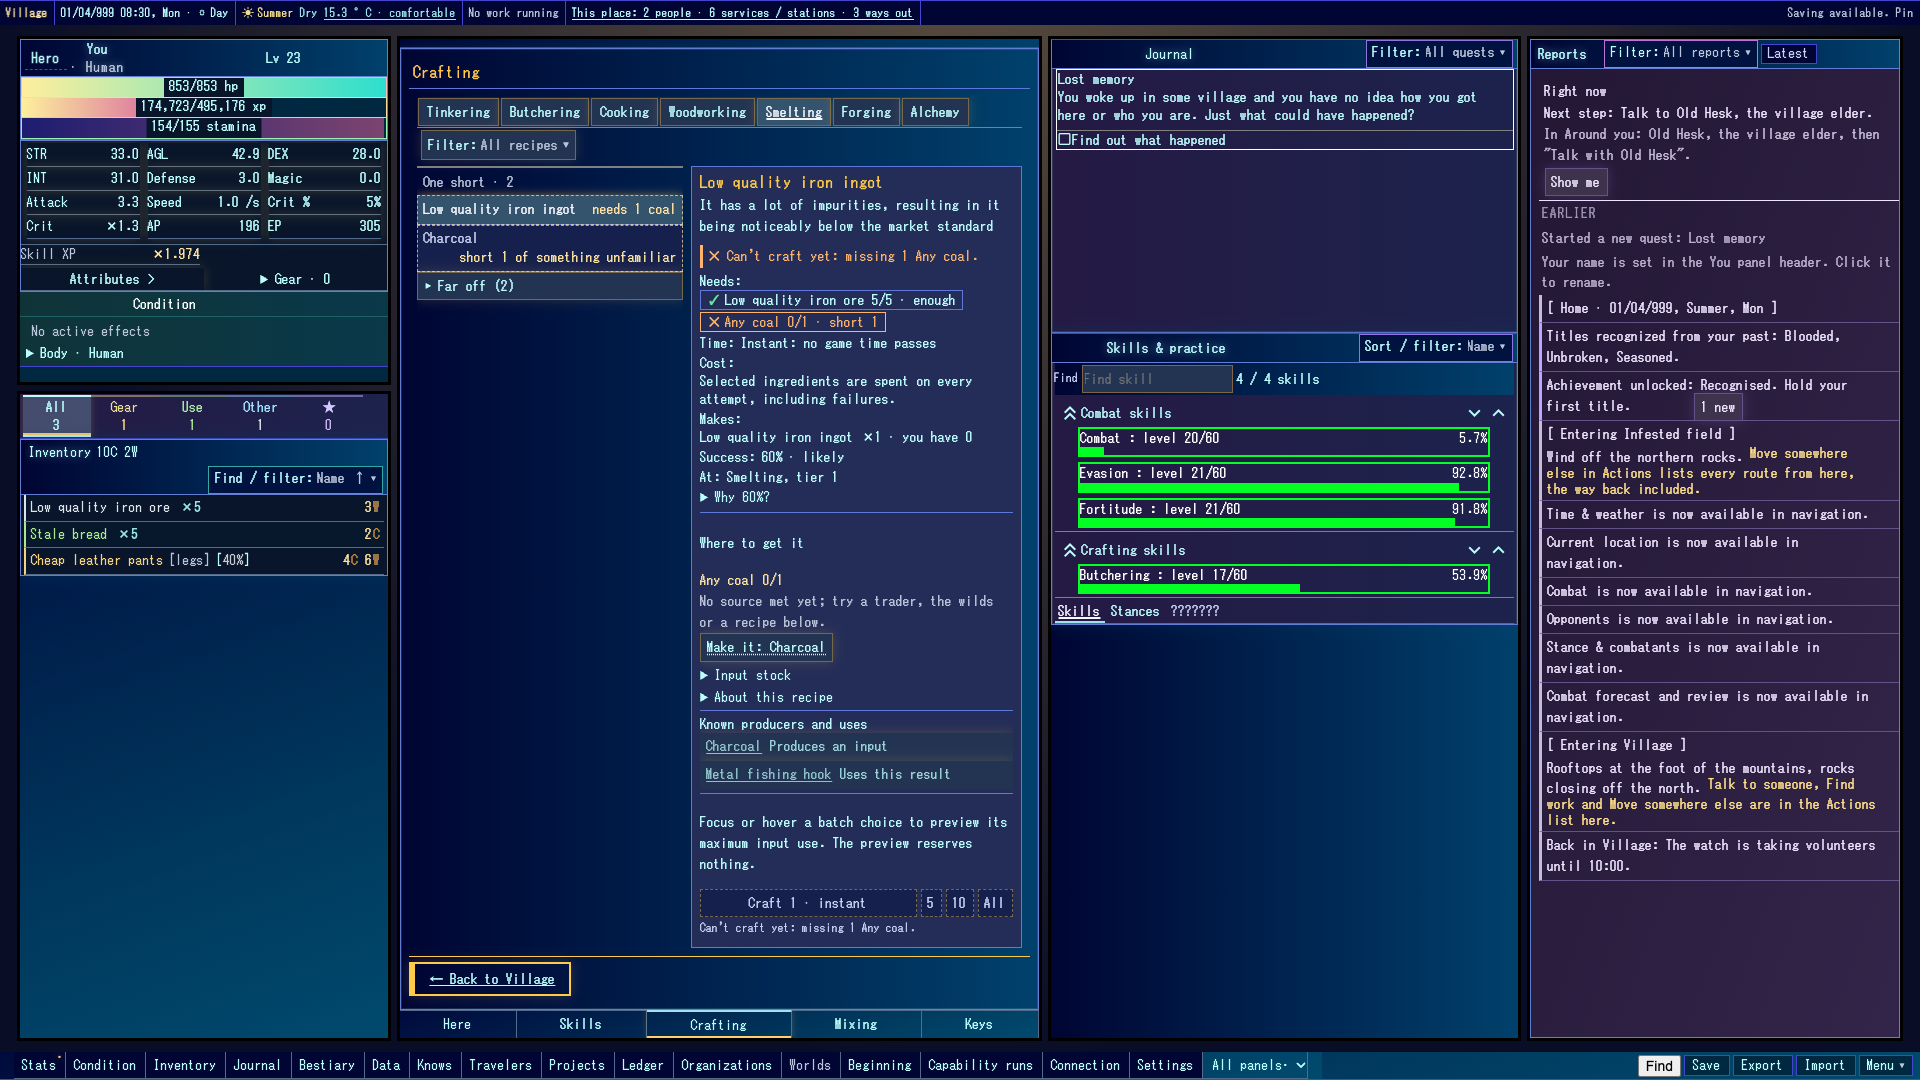 Village 01/04/999 08:30, Mon · ☼ Day ☀ Summer Dry 15.3 ° C · comfortable No work running This place: 2 people · 6 services / stations · 3 ways out Saving available. Pin
Hero · You Human Lv 23
853/853 hp
174,723/495,176 xp
154/155 stamina
STR 33.0 AGL 42.9 DEX 28.0
INT 31.0 Defense 3.0 Magic 0.0
Attack 3.3 Speed 1.0 /s Crit % 5%
Crit ×1.3 AP 196 EP 305
Skill XP ×1.974
Attributes > ▶ Gear · 0
Condition
No active effects
▶ Body · Human
All Gear Use Other ★
3 1 1 1 0
Inventory 10C 2W
Find / filter: Name ↑ ▾
Low quality iron ore ×5 3W
Stale bread ×5 2C
Cheap leather pants [legs] [40%] 4C 6W
Crafting
Tinkering Butchering Cooking Woodworking Smelting Forging Alchemy
Filter: All recipes ▾
One short · 2
Low quality iron ingot needs 1 coal
Charcoal
short 1 of something unfamiliar
▸ Far off (2)
Low quality iron ingot
It has a lot of impurities, resulting in it
being noticeably below the market standard
✕ Can't craft yet: missing 1 Any coal.
Needs:
✓ Low quality iron ore 5/5 · enough
✕ Any coal 0/1 · short 1
Time: Instant: no game time passes
Cost:
Selected ingredients are spent on every
attempt, including failures.
Makes:
Low quality iron ingot ×1 · you have 0
Success: 60% · likely
At: Smelting, tier 1
▶ Why 60%?
Where to get it
Any coal 0/1
No source met yet; try a trader, the wilds
or a recipe below.
Make it: Charcoal
▶ Input stock
▶ About this recipe
Known producers and uses
Charcoal Produces an input
Metal fishing hook Uses this result
Focus or hover a batch choice to preview its
maximum input use. The preview reserves
nothing.
Craft 1 · instant 5 10 All
Can't craft yet: missing 1 Any coal.
← Back to Village
Here Skills Crafting Mixing Keys
Journal Filter: All quests ▾
Lost memory
You woke up in some village and you have no idea how you got
here or who you are. Just what could have happened?
☐Find out what happened
Skills & practice Sort / filter: Name ▾
Find Find skill 4 / 4 skills
Combat skills
Combat : level 20/60 5.7%
Evasion : level 21/60 92.8%
Fortitude : level 21/60 91.8%
Crafting skills
Butchering : level 17/60 53.9%
Skills Stances ???????
Reports Filter: All reports ▾ Latest
Right now
Next step: Talk to Old Hesk, the village elder.
In Around you: Old Hesk, the village elder, then
"Talk with Old Hesk".
Show me
EARLIER
Started a new quest: Lost memory
Your name is set in the You panel header. Click it
to rename.
[ Home · 01/04/999, Summer, Mon ]
Titles recognized from your past: Blooded,
Unbroken, Seasoned.
Achievement unlocked: Recognised. Hold your
first title.
1 new
[ Entering Infested field ]
Wind off the northern rocks. Move somewhere
else in Actions lists every route from here,
the way back included.
Time & weather is now available in navigation.
Current location is now available in
navigation.
Combat is now available in navigation.
Opponents is now available in navigation.
Stance & combatants is now available in
navigation.
Combat forecast and review is now available in
navigation.
[ Entering Village ]
Rooftops at the foot of the mountains, rocks
closing off the north. Talk to someone, Find
work and Move somewhere else are in the Actions
list here.
Back in Village: The watch is taking volunteers
until 10:00.
Stats Condition Inventory Journal Bestiary Data Knows Travelers Projects Ledger Organizations Worlds Beginning Capability runs Connection Settings All panels· Find Save Export Import Menu ▾